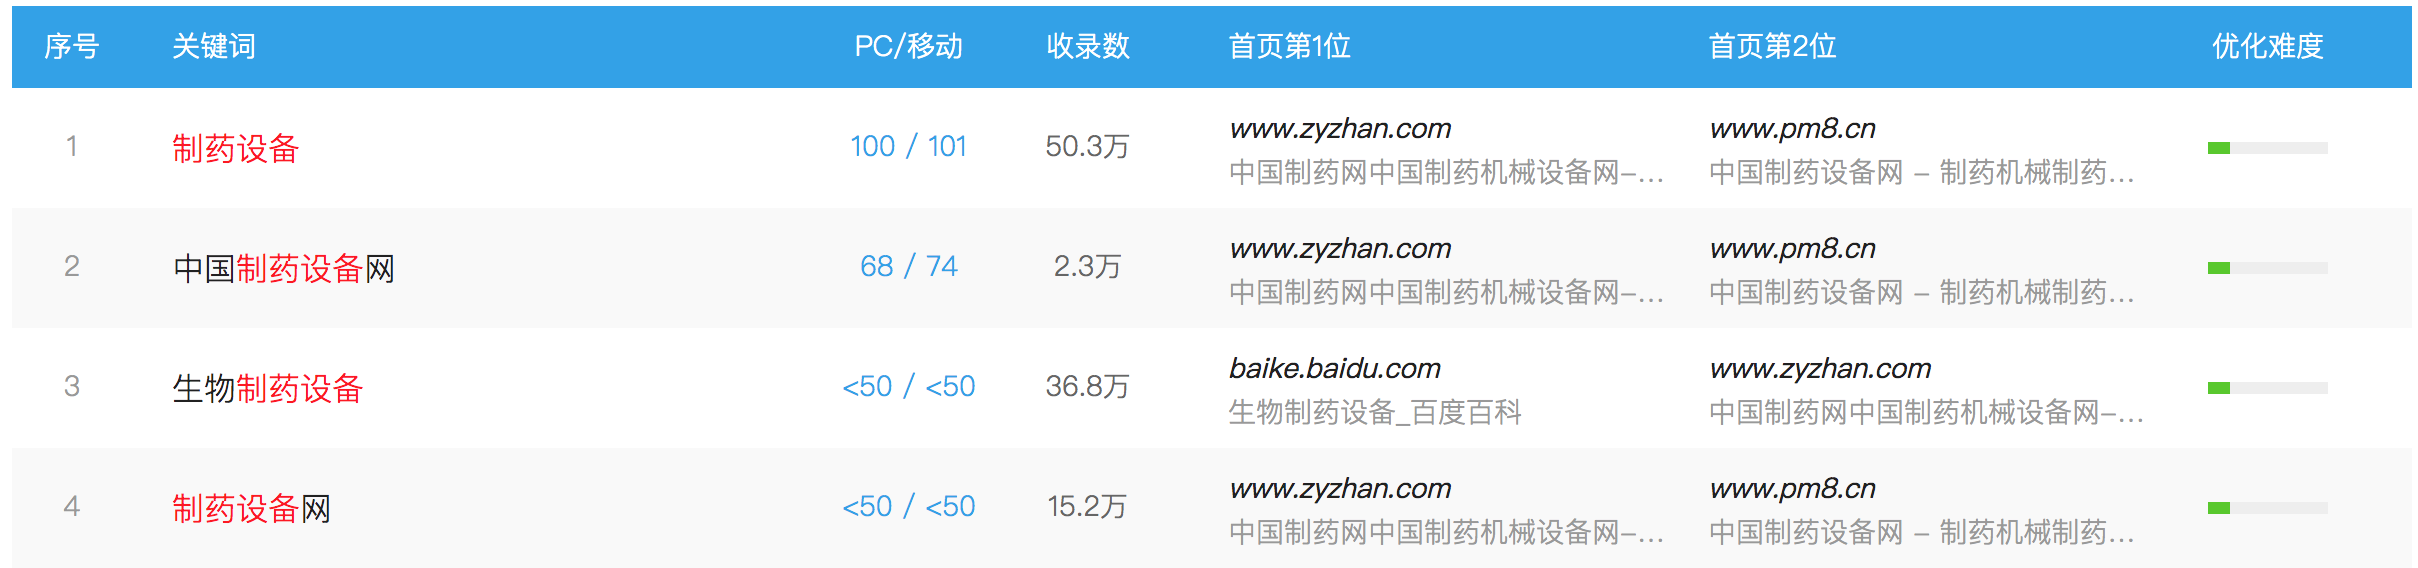 序号 关键词 PC/移动 收录数 首页第1位 首页第2位 优化难度
1 制药设备 100 / 101 50.3万 www.zyzhan.com www.pm8.cn
中国制药网中国制药机械设备网-... 中国制药设备网 - 制药机械制药...
2 中国制药设备网 68 / 74 2.3万 www.zyzhan.com www.pm8.cn
中国制药网中国制药机械设备网-... 中国制药设备网 - 制药机械制药...
3 生物制药设备 <50 / <50 36.8万 baike.baidu.com www.zyzhan.com
生物制药设备_百度百科 中国制药网中国制药机械设备网-...
4 制药设备网 <50 / <50 15.2万 www.zyzhan.com www.pm8.cn
中国制药网中国制药机械设备网-... 中国制药设备网 - 制药机械制药...